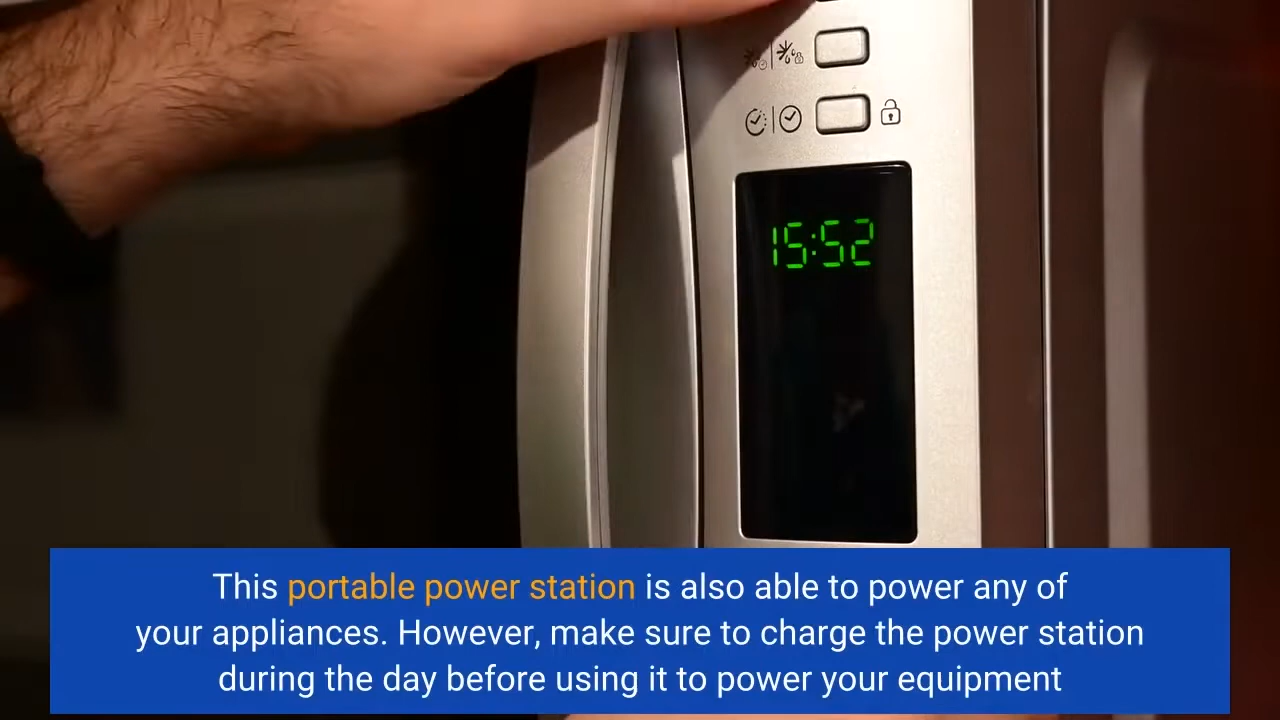 15:52
This portable power station is also able to power any of
your appliances. However, make sure to charge the power station
during the day before using it to power your equipment